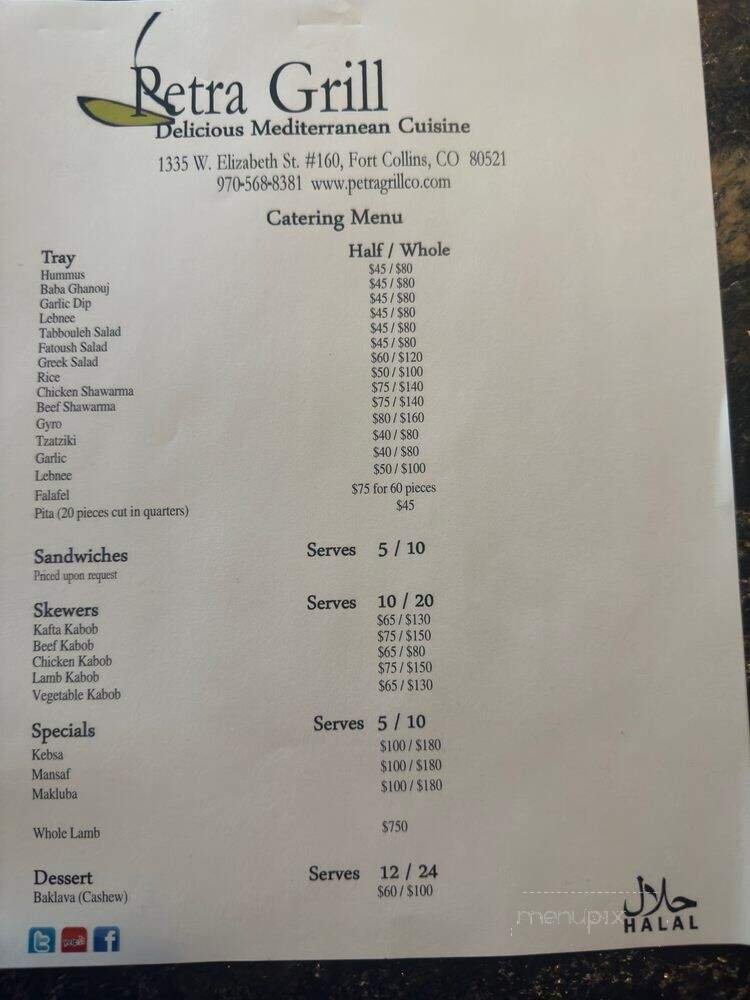 Petra Grill
Delicious Mediterranean Cuisine
1335 W. Elizabeth St. #160, Fort Collins, CO 80521
970-568-8381 www.petragrillco.com
Catering Menu
Tray Half / Whole
Hummus $45 / $80
Baba Ghanouj $45 / $80
Garlic Dip $45 / $80
Lebnee $45 / $80
Tabbouleh Salad $45 / $80
Fatoush Salad $45 / $80
Greek Salad $60 / $120
Rice $50 / $100
Chicken Shawarma $75 / $140
Beef Shawarma $75 / $140
Gyro $80 / $160
Tzatziki $40 / $80
Garlic $40 / $80
Lebnee $50 / $100
Falafel $75 for 60 pieces
Pita (20 pieces cut in quarters) $45
Sandwiches Serves 5 / 10
Priced upon request
Skewers Serves 10 / 20
Kafta Kabob $65 / $130
Beef Kabob $75 / $150
Chicken Kabob $65 / $80
Lamb Kabob $75 / $150
Vegetable Kabob $65 / $130
Specials Serves 5 / 10
Kebsa $100 / $180
Mansaf $100 / $180
Makluba $100 / $180
Whole Lamb $750
Dessert Serves 12 / 24
Baklava (Cashew) $60 / $100
حلال
HALAL
menupix